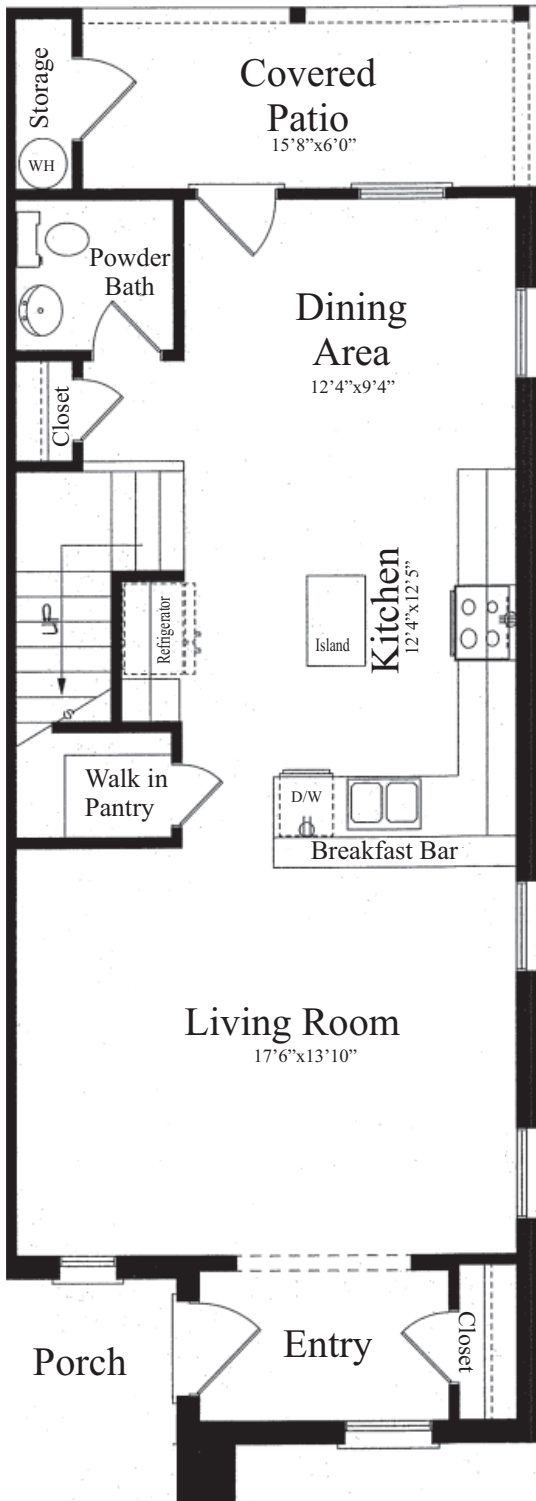 Storage
WH
Covered
Patio
15’8”x6’0”
Powder
Bath
Dining
Area
12’4”x9’4”
Closet
UP
Refrigerator
Island
Kitchen
12’4”x12’5”
Walk in
Pantry
D/W
Breakfast Bar
Living Room
17’6”x13’10”
Porch
Entry
Closet